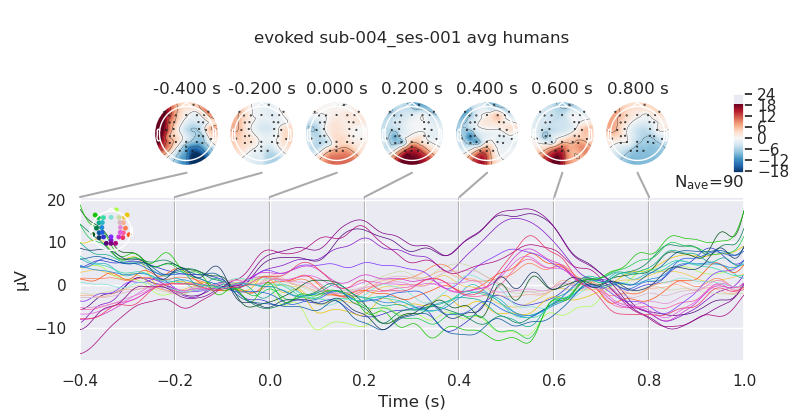 evoked sub-004_ses-001 avg humans
-0.400 s -0.200 s 0.000 s 0.200 s 0.400 s 0.600 s 0.800 s
24
18
12
6
0
−6
−12
−18
Nave=90
20
10
0
−10
µV
−0.4 −0.2 0.0 0.2 0.4 0.6 0.8 1.0
Time (s)